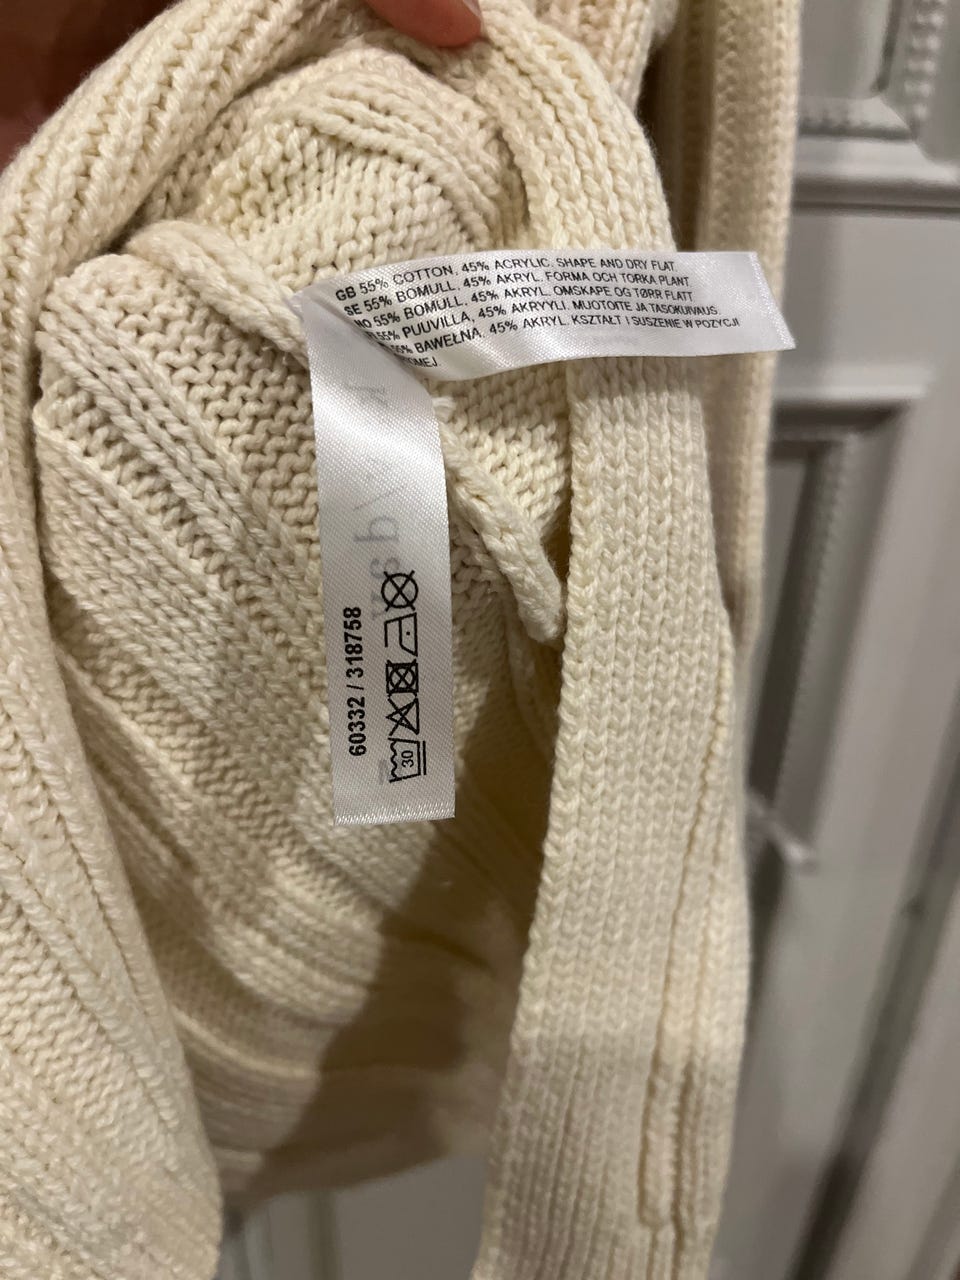 GB 55% COTTON, 45% ACRYLIC. SHAPE AND DRY FLAT
SE 55% BOMULL, 45% AKRYL. FORMA OCH TORKA PLANT
55% BOMULL, 45% AKRYL. OMSKAPE OG TØRR FLATT
55% PUUVILLA, 45% AKRYYLI. MUOTOITE JA TASOKUIVAUS
BAWEŁNA, 45% AKRYL. KSZTAŁT I SUSZENIE W POZYCJI
60332 / 318758
30